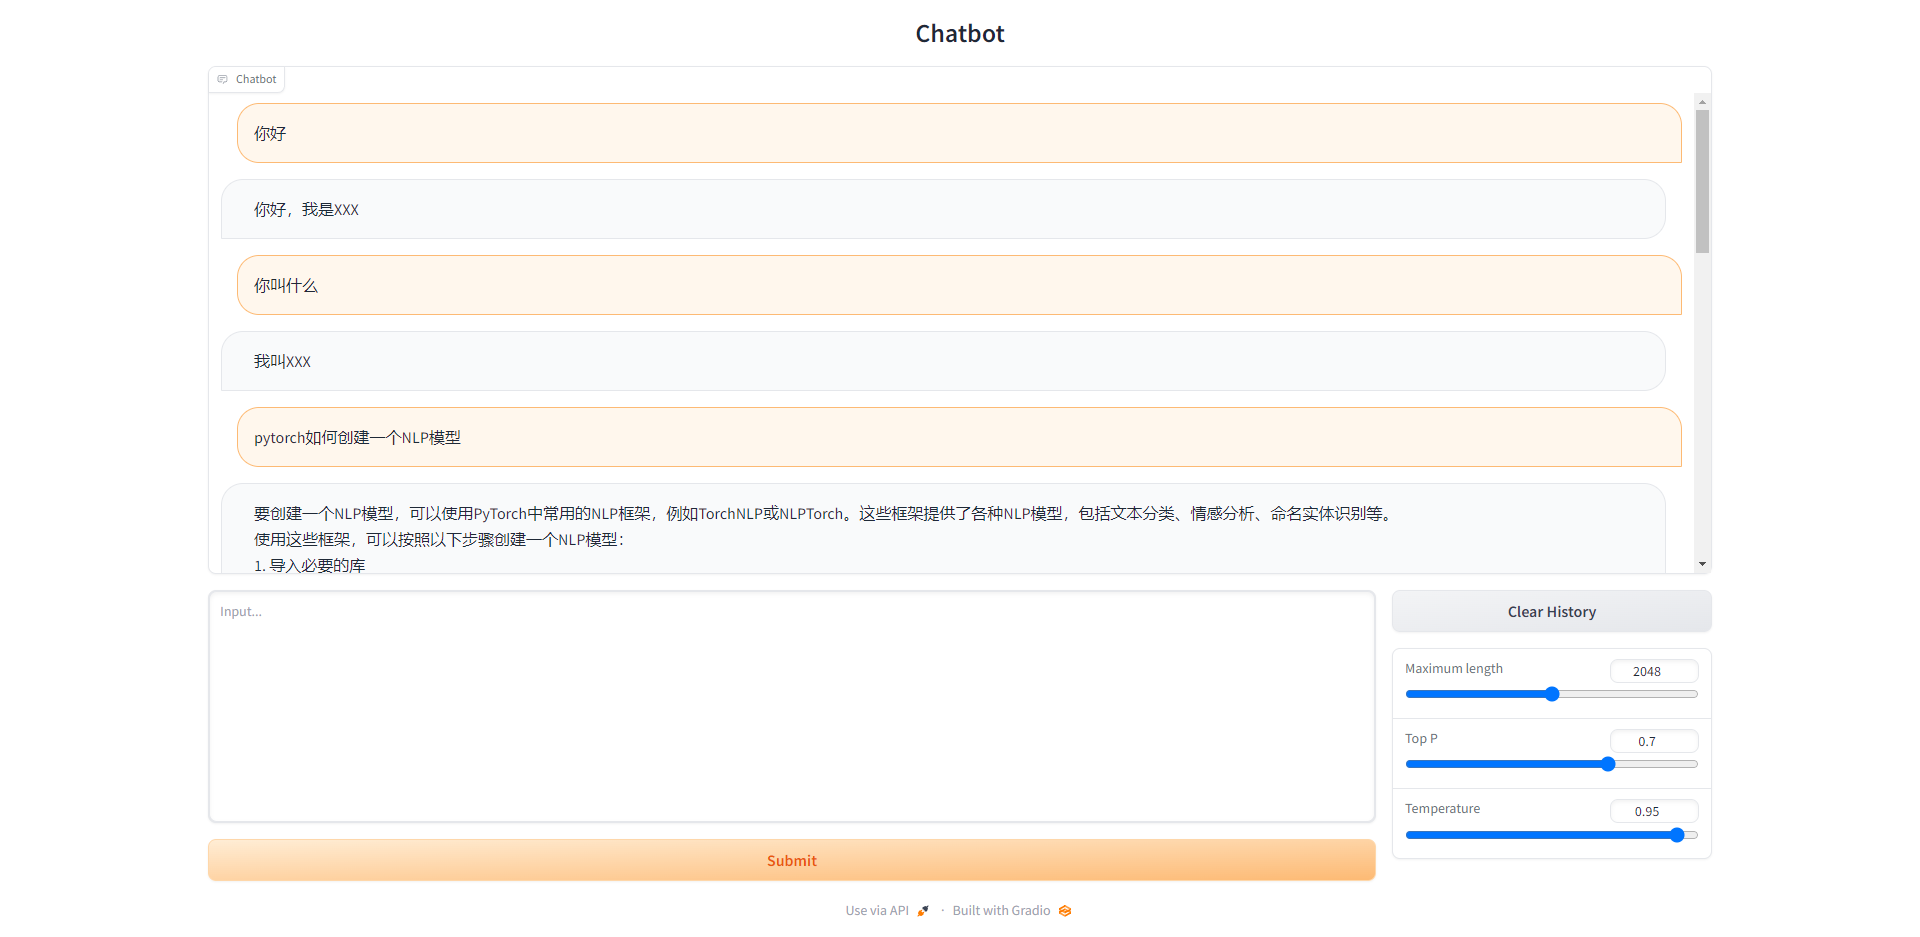 Chatbot
Chatbot
你好
你好，我是XXX
你叫什么
我叫XXX
pytorch如何创建一个NLP模型
要创建一个NLP模型，可以使用PyTorch中常用的NLP框架，例如TorchNLP或NLPTorch。这些框架提供了各种NLP模型，包括文本分类、情感分析、命名实体识别等。
使用这些框架，可以按照以下步骤创建一个NLP模型：
1. 导入必要的库
Input...
Clear History
Maximum length 2048
Top P 0.7
Temperature 0.95
Submit
Use via API · Built with Gradio